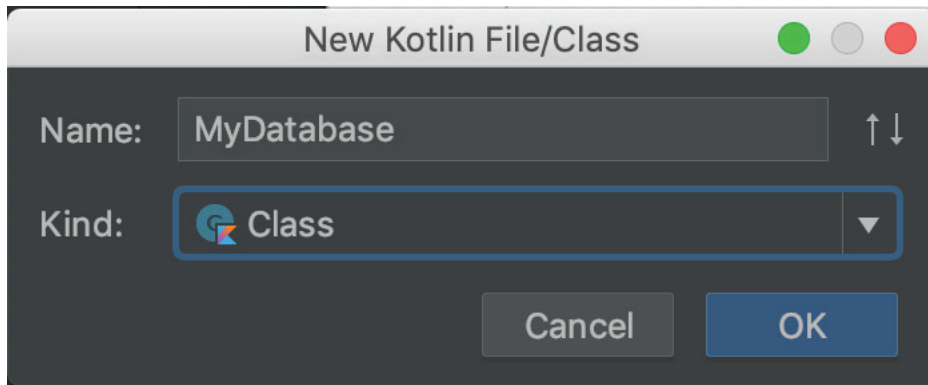 New Kotlin File/Class
Name: MyDatabase
Kind: Class
Cancel OK